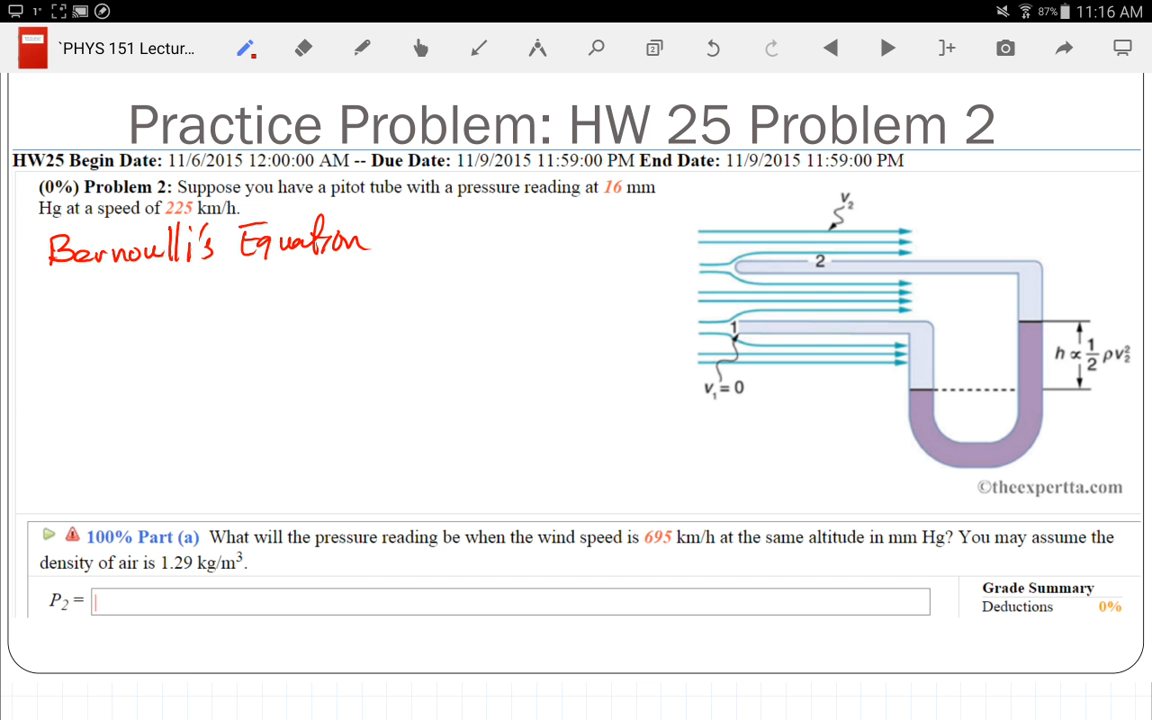 1°
87%
11:16 AM
`PHYS 151 Lectur...
2
Practice Problem: HW 25 Problem 2
HW25 Begin Date: 11/6/2015 12:00:00 AM -- Due Date: 11/9/2015 11:59:00 PM End Date: 11/9/2015 11:59:00 PM
(0%) Problem 2: Suppose you have a pitot tube with a pressure reading at 16 mm
Hg at a speed of 225 km/h.
Bernoulli's Equation
v₂
2
1
h ∝ ½ρv₂²
v₁ = 0
©theexpertta.com
100% Part (a) What will the pressure reading be when the wind speed is 695 km/h at the same altitude in mm Hg? You may assume the
density of air is 1.29 kg/m³.
P₂ =
Grade Summary
Deductions 0%